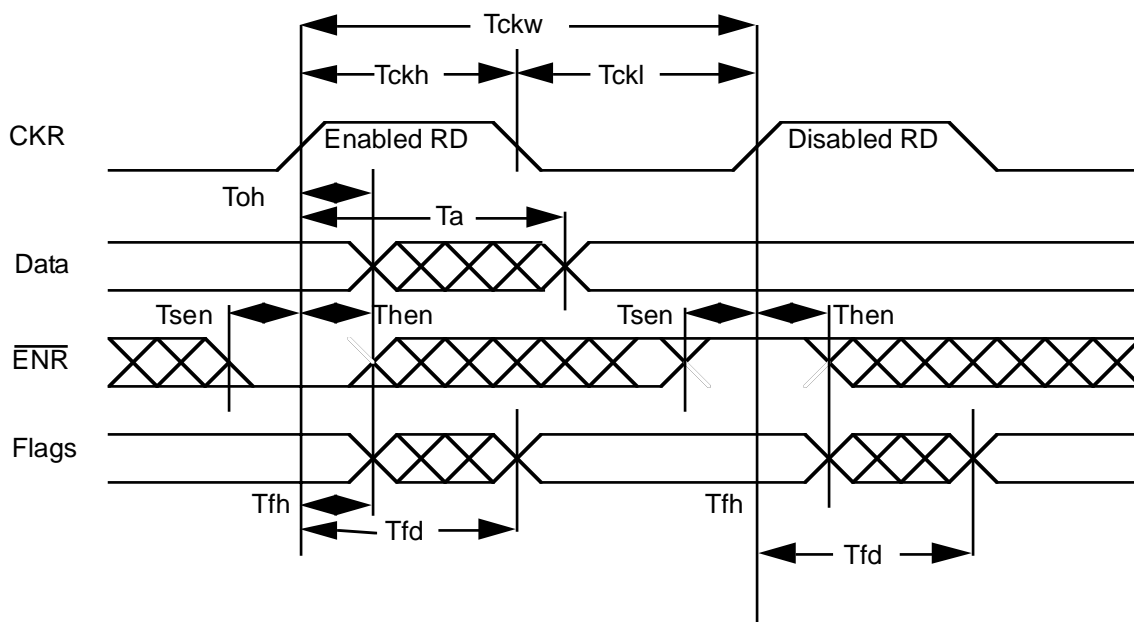 Tckw
Tckh
Tckl
CKR
Enabled RD
Disabled RD
Toh
Ta
Data
Tsen
Then
Tsen
Then
ENR
Flags
Tfh
Tfd
Tfh
Tfd